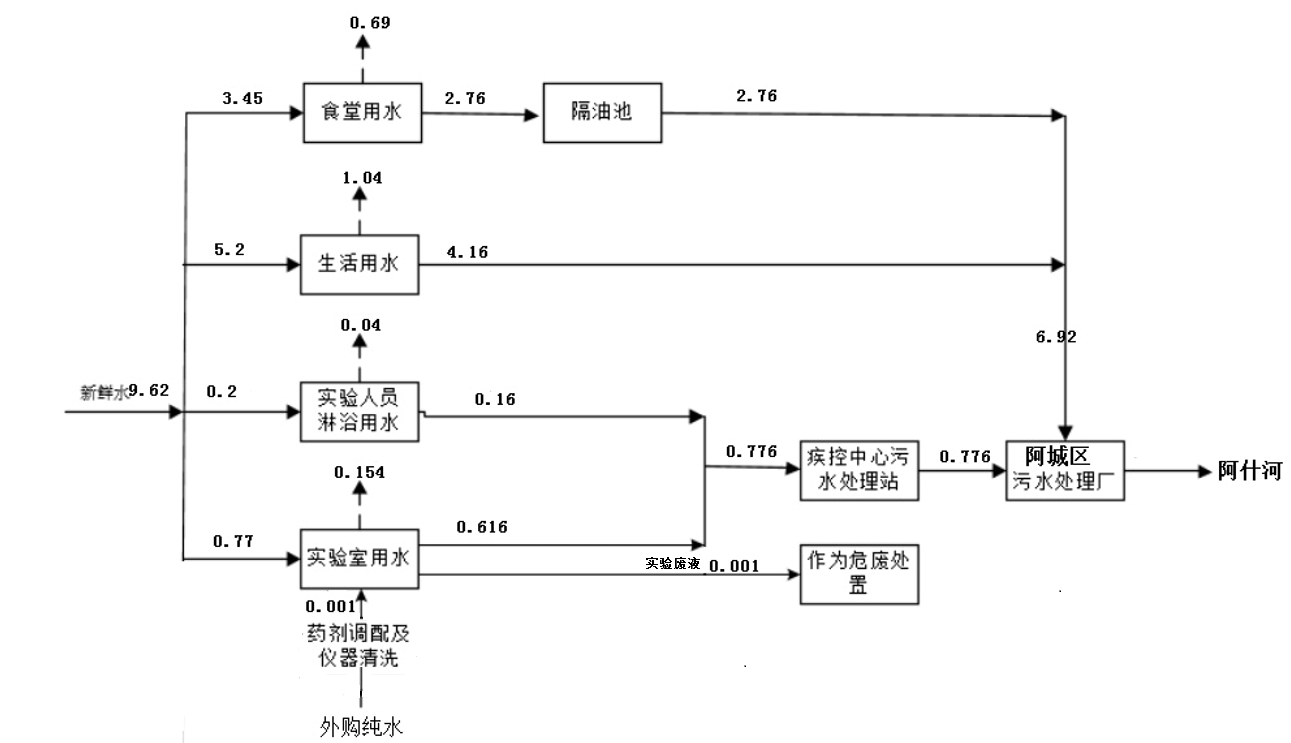 0.69
3.45
食堂用水
2.76
隔油池
2.76
1.04
5.2
生活用水
4.16
0.04
6.92
新鲜水9.62
0.2
实验人员
淋浴用水
0.16
0.776
疾控中心污
水处理站
0.776
阿城区
污水处理厂
阿什河
0.154
0.77
实验室用水
0.616
实验废液 0.001
作为危废处
置
0.001
药剂调配及
仪器清洗
外购纯水